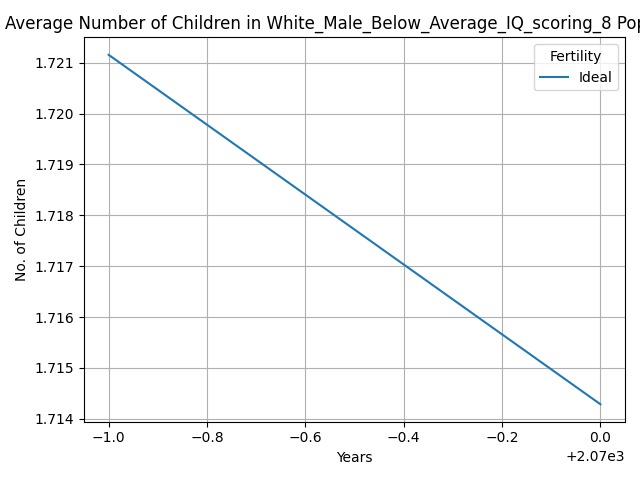 Average Number of Children in White_Male_Below_Average_IQ_scoring_8 Pop
Fertility
Ideal
No. of Children
1.721
1.720
1.719
1.718
1.717
1.716
1.715
1.714
−1.0 −0.8 −0.6 −0.4 −0.2 0.0
Years
+2.07e3